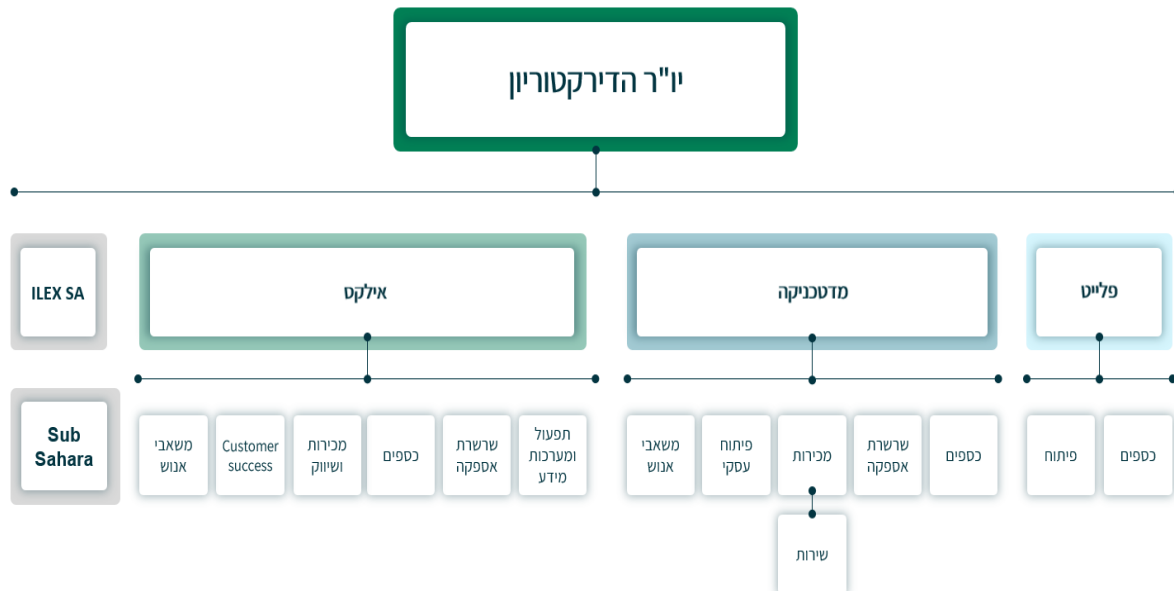 יו"ר הדירקטוריון
פלייט
מדטכניקה
אילקס
ILEX SA
כספים
פיתוח
כספים
שרשרת
אספקה
מכירות
פיתוח
עסקי
משאבי
אנוש
תפעול
ומערכות
מידע
שרשרת
אספקה
כספים
מכירות
ושיווק
Customer
success
משאבי
אנוש
Sub
Sahara
שירות